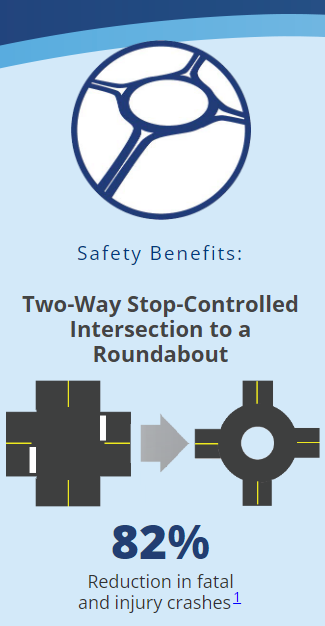 Safety Benefits:
Two-Way Stop-Controlled
Intersection to a
Roundabout
82%
Reduction in fatal
and injury crashes1